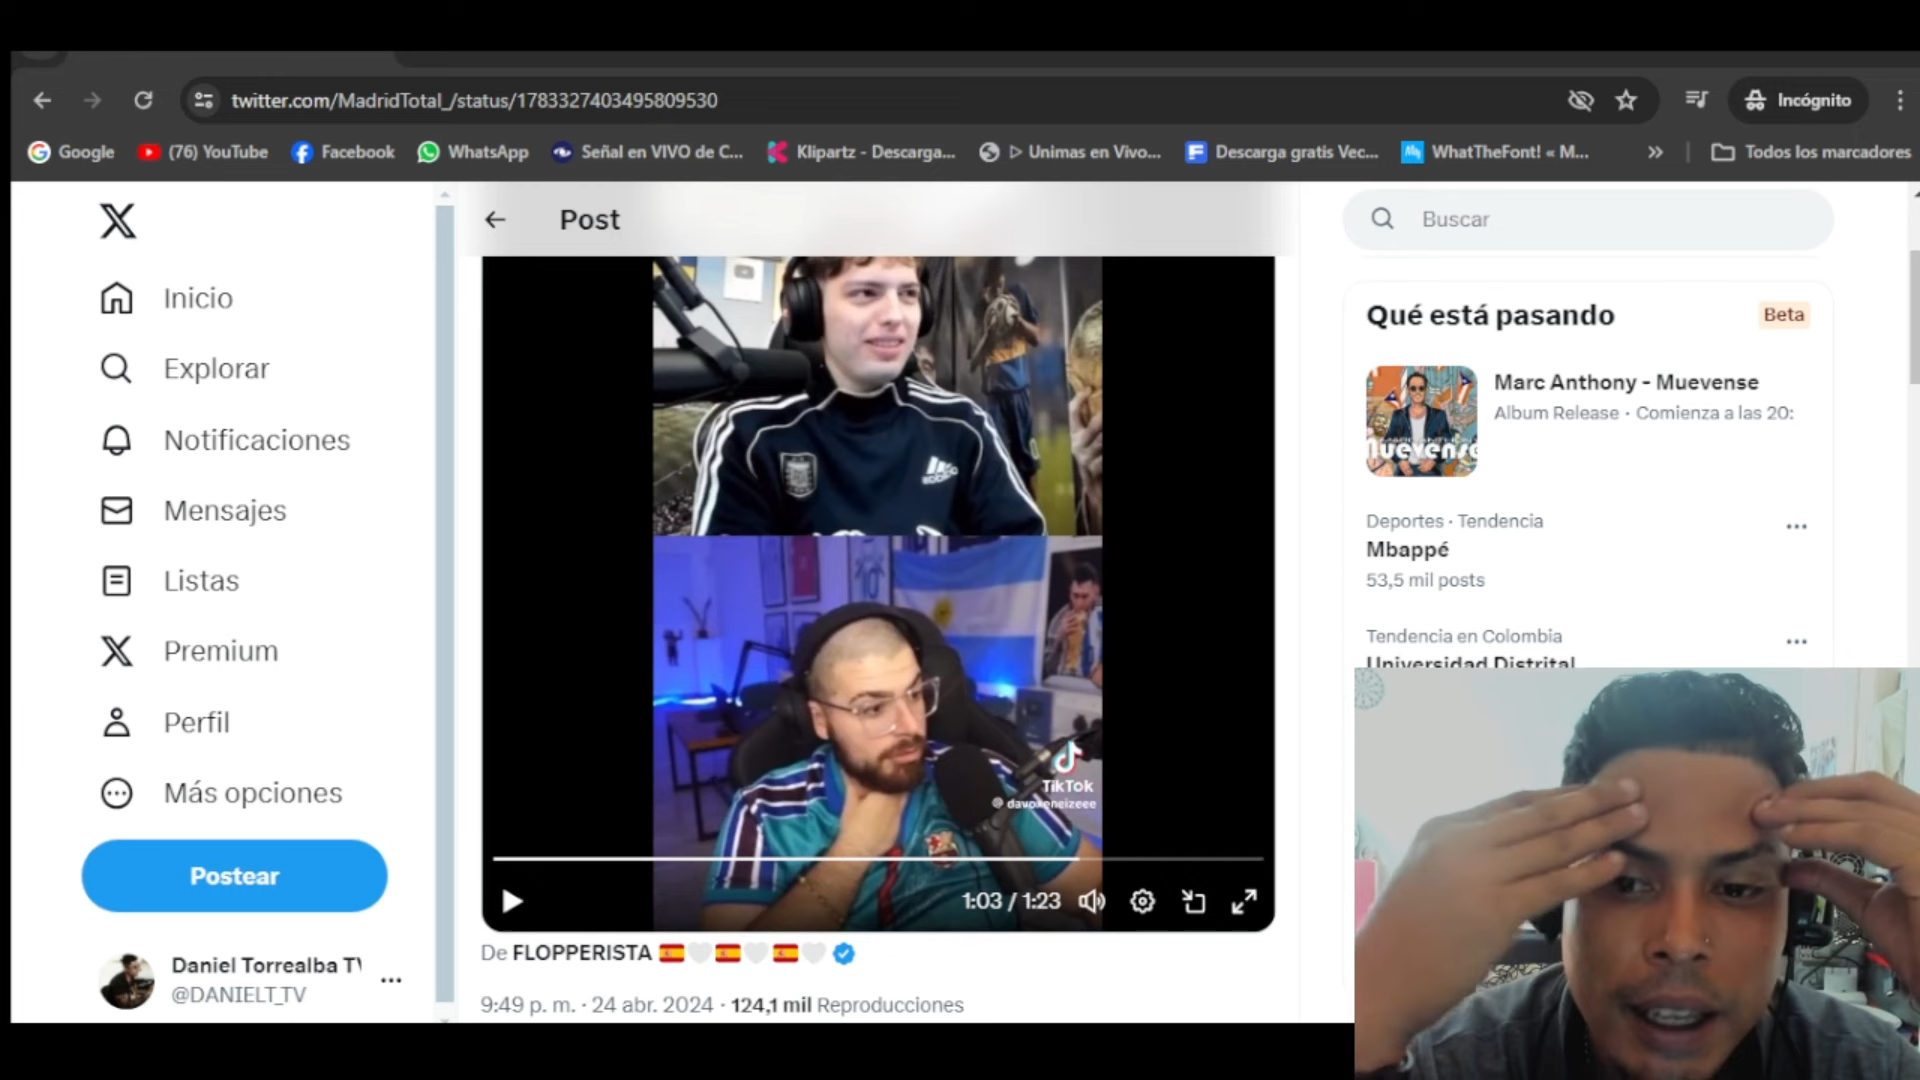 twitter.com/MadridTotal_/status/1783327403495809530
Incógnito
Google
(76) YouTube
Facebook
WhatsApp
Señal en VIVO de C...
Klipartz - Descarga...
▷ Unimas en Vivo...
Descarga gratis Vec...
WhatTheFont! « M...
»
Todos los marcadores
Post
Buscar
Inicio
Explorar
Notificaciones
Mensajes
Listas
Premium
Perfil
Más opciones
Postear
Daniel Torrealba TV
@DANIELT_TV
TikTok
1:03 / 1:23
De FLOPPERISTA 🇪🇸🤍🇪🇸🤍🇪🇸🤍
9:49 p. m. · 24 abr. 2024 · 124,1 mil Reproducciones
Qué está pasando
Beta
Marc Anthony - Muevense
Album Release · Comienza a las 20:
Deportes · Tendencia
Mbappé
53,5 mil posts
Tendencia en Colombia
Universidad Distrital